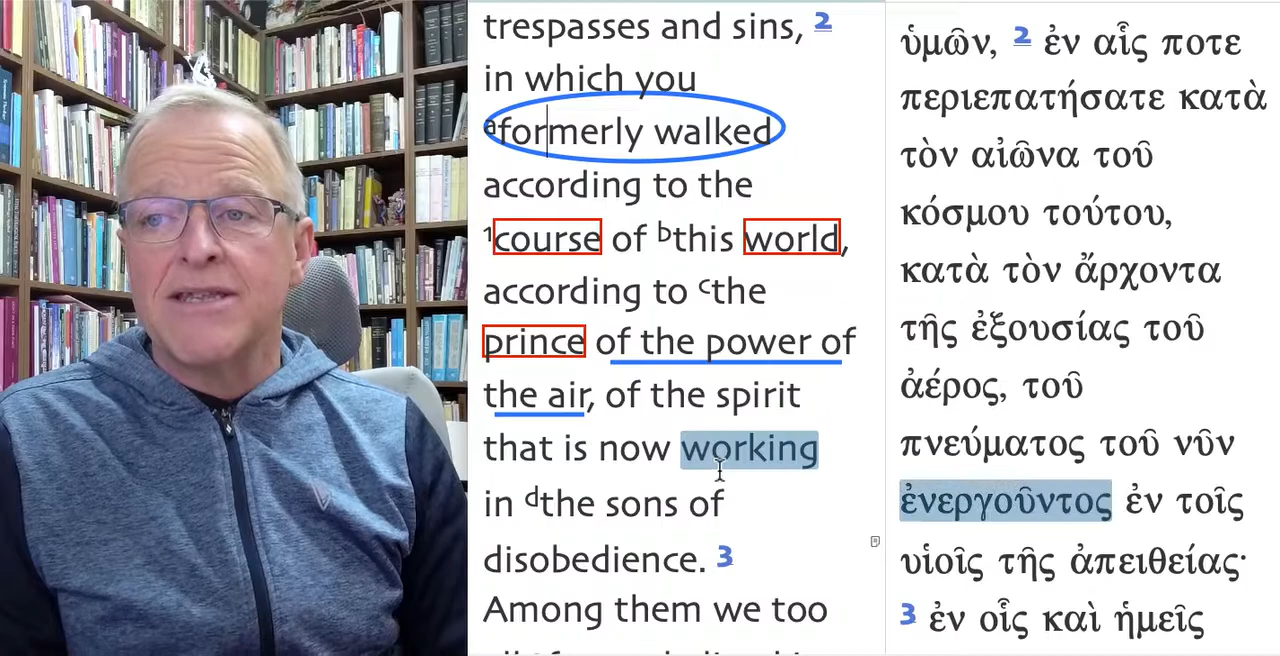 trespasses and sins, 2
in which you
aformerly walked
according to the
1course of bthis world,
according to cthe
prince of the power of
the air, of the spirit
that is now working
in dthe sons of
disobedience. 3
Among them we too
ὑμῶν, 2 ἐν αἷς ποτε
περιεπατήσατε κατὰ
τὸν αἰῶνα τοῦ
κόσμου τούτου,
κατὰ τὸν ἄρχοντα
τῆς ἐξουσίας τοῦ
ἀέρος, τοῦ
πνεύματος τοῦ νῦν
ἐνεργοῦντος ἐν τοῖς
υἱοῖς τῆς ἀπειθείας·
3 ἐν οἷς καὶ ἡμεῖς